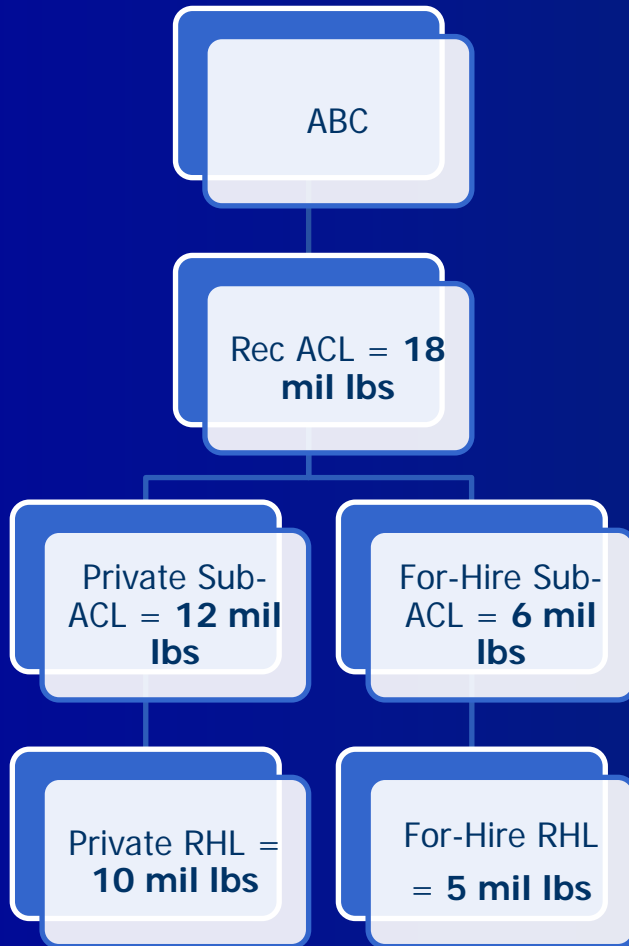 ABC
Rec ACL = 18
mil lbs
Private Sub-
ACL = 12 mil
lbs
For-Hire Sub-
ACL = 6 mil
lbs
Private RHL =
10 mil lbs
For-Hire RHL
= 5 mil lbs